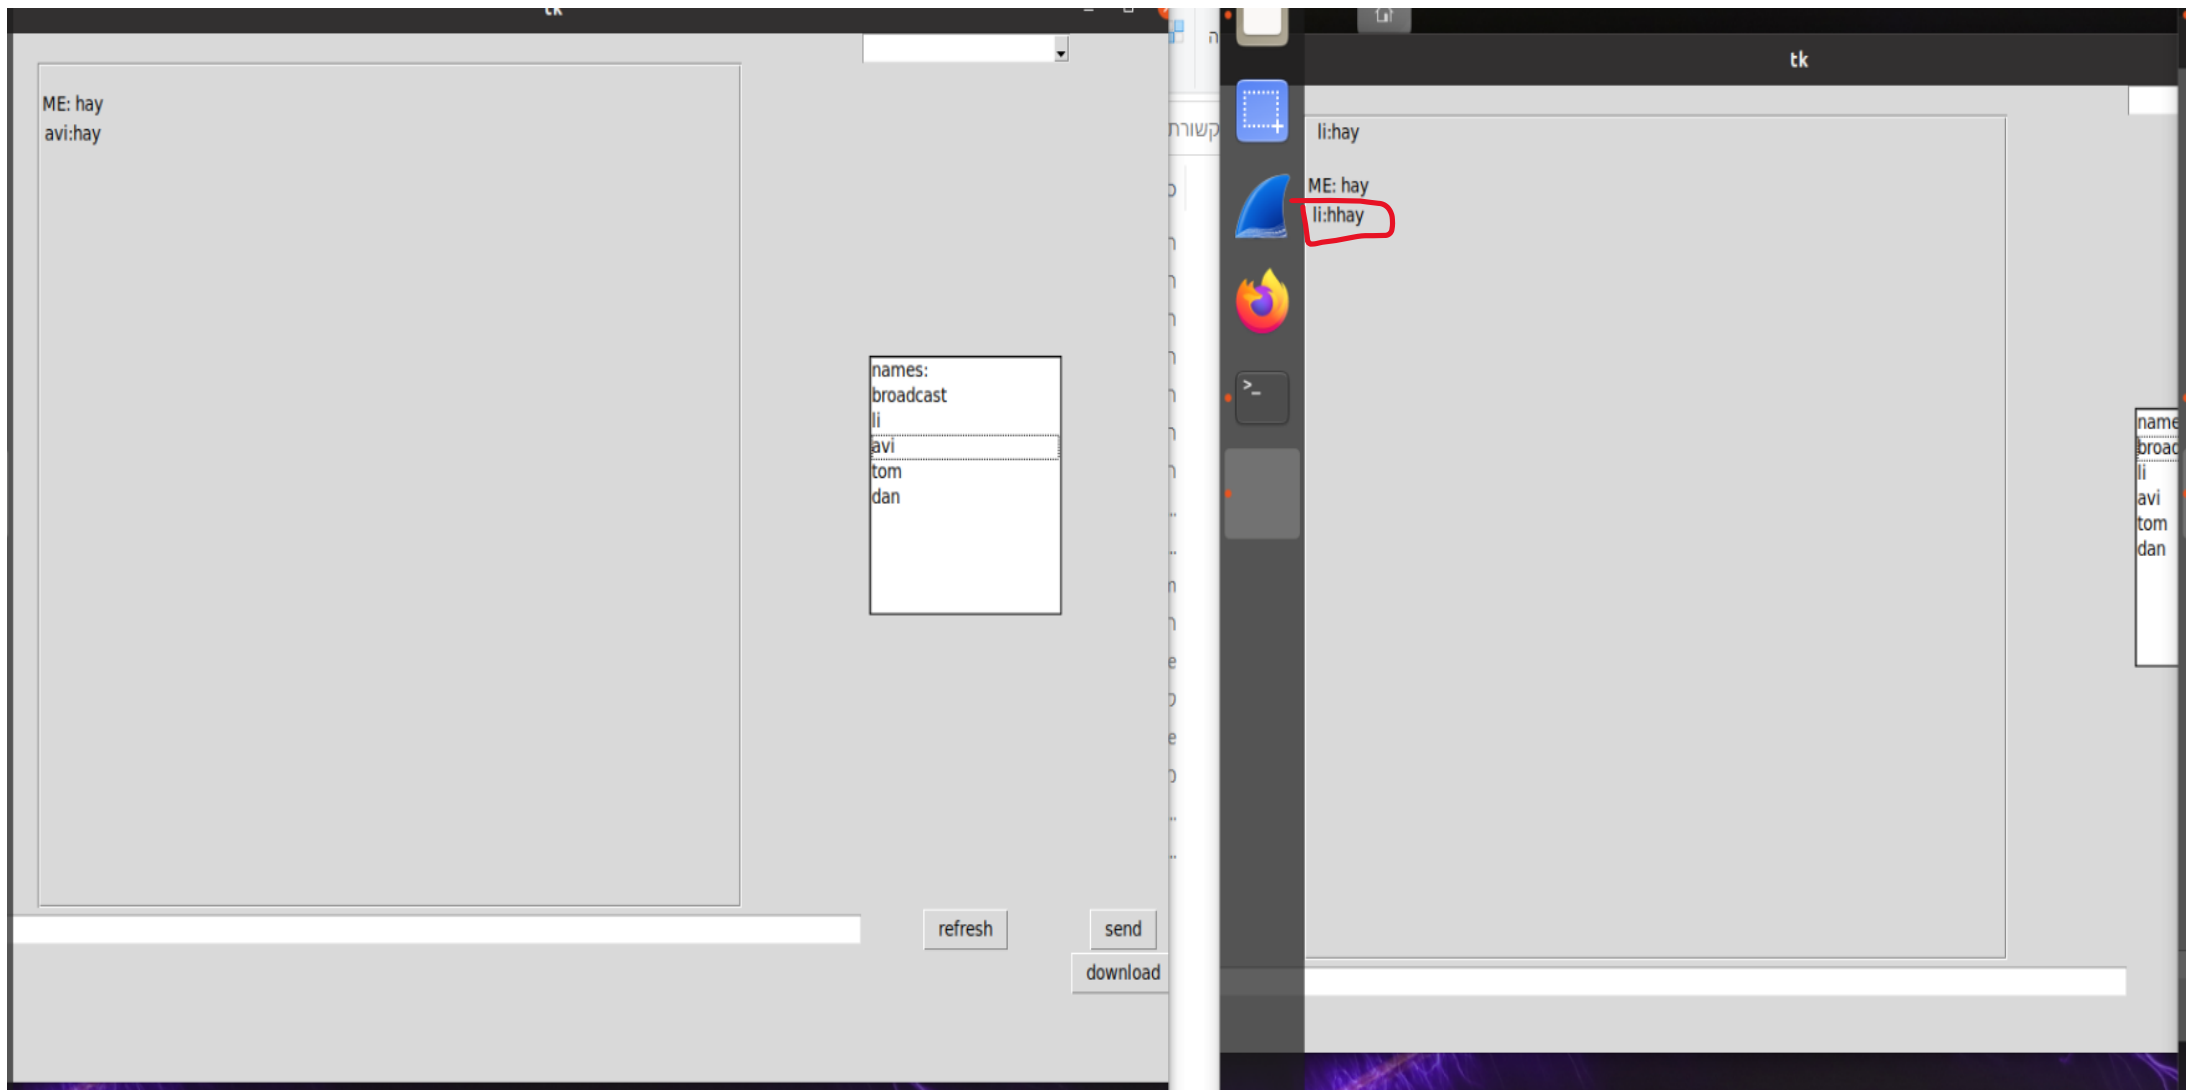 tk
ME: hay
avi:hay
names:
broadcast
li
avi
tom
dan
refresh
send
download
קשורת
tk
li:hay
ME: hay
li:hhay
name
broad
li
avi
tom
dan